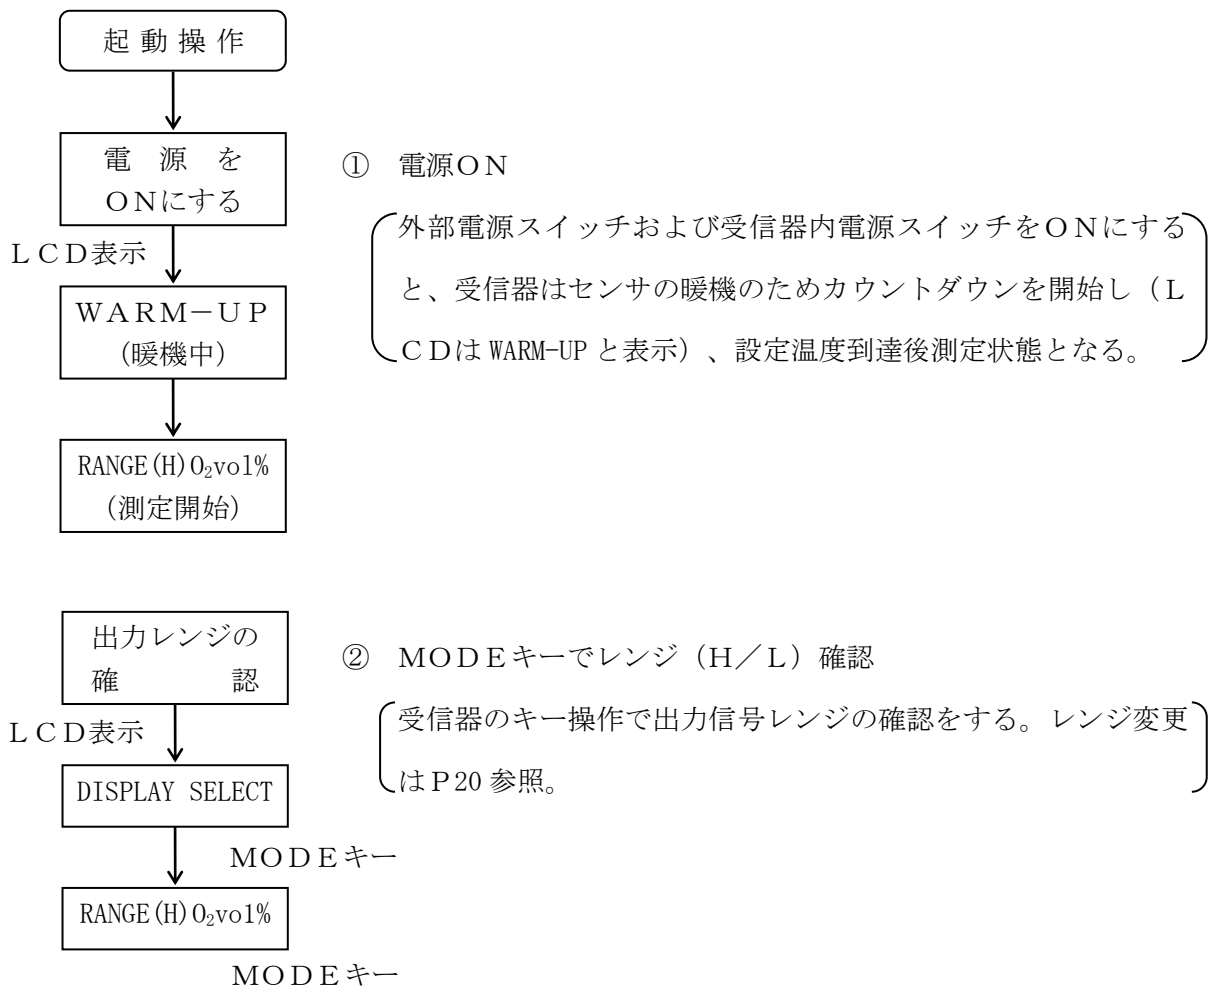 起動操作
電源を
ONにする
① 電源ON
外部電源スイッチおよび受信器内電源スイッチをONにする
と、受信器はセンサの暖機のためカウントダウンを開始し(L
CDはWARM-UPと表示)、設定温度到達後測定状態となる。
LCD表示
WARM-UP
(暖機中)
RANGE(H)O₂vol%
(測定開始)
出力レンジの
確認
② MODEキーでレンジ(H/L)確認
受信器のキー操作で出力信号レンジの確認をする。レンジ変更
はP20参照。
LCD表示
DISPLAY SELECT
MODEキー
RANGE(H)O₂vol%
MODEキー